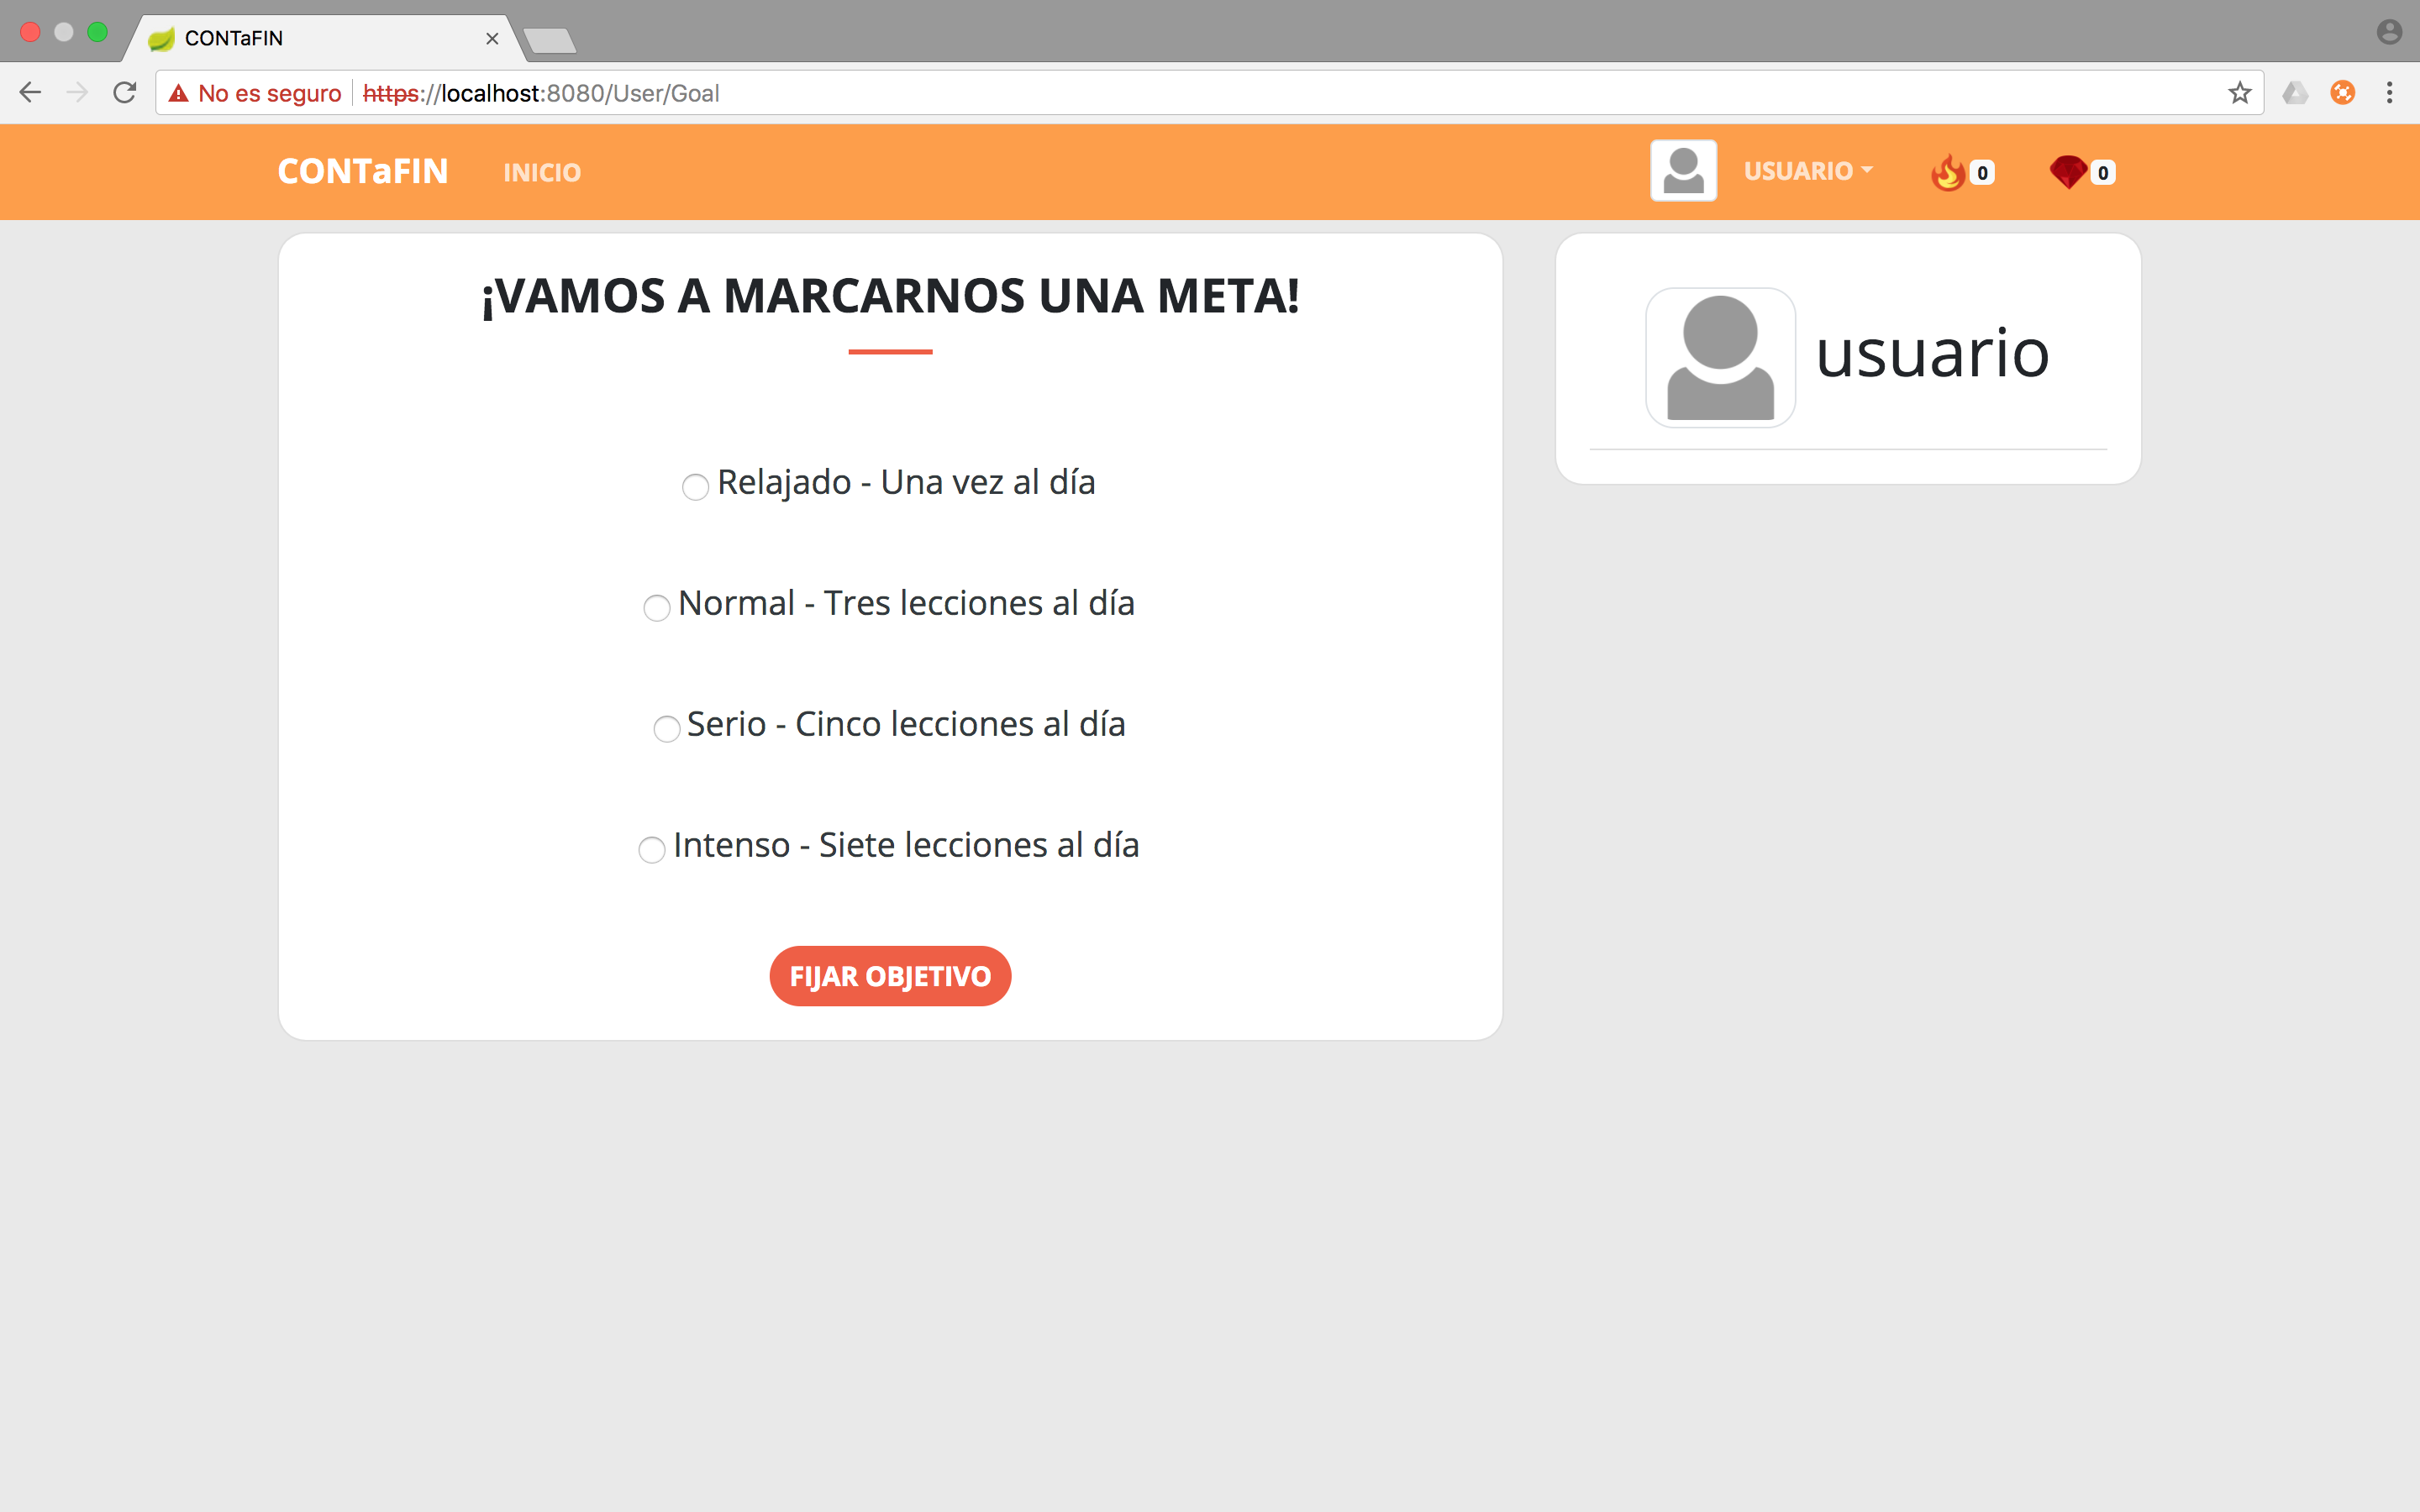 CONTaFIN
No es seguro https://localhost:8080/User/Goal
CONTaFIN INICIO USUARIO 0 0
¡VAMOS A MARCARNOS UNA META!
usuario
Relajado - Una vez al día
Normal - Tres lecciones al día
Serio - Cinco lecciones al día
Intenso - Siete lecciones al día
FIJAR OBJETIVO